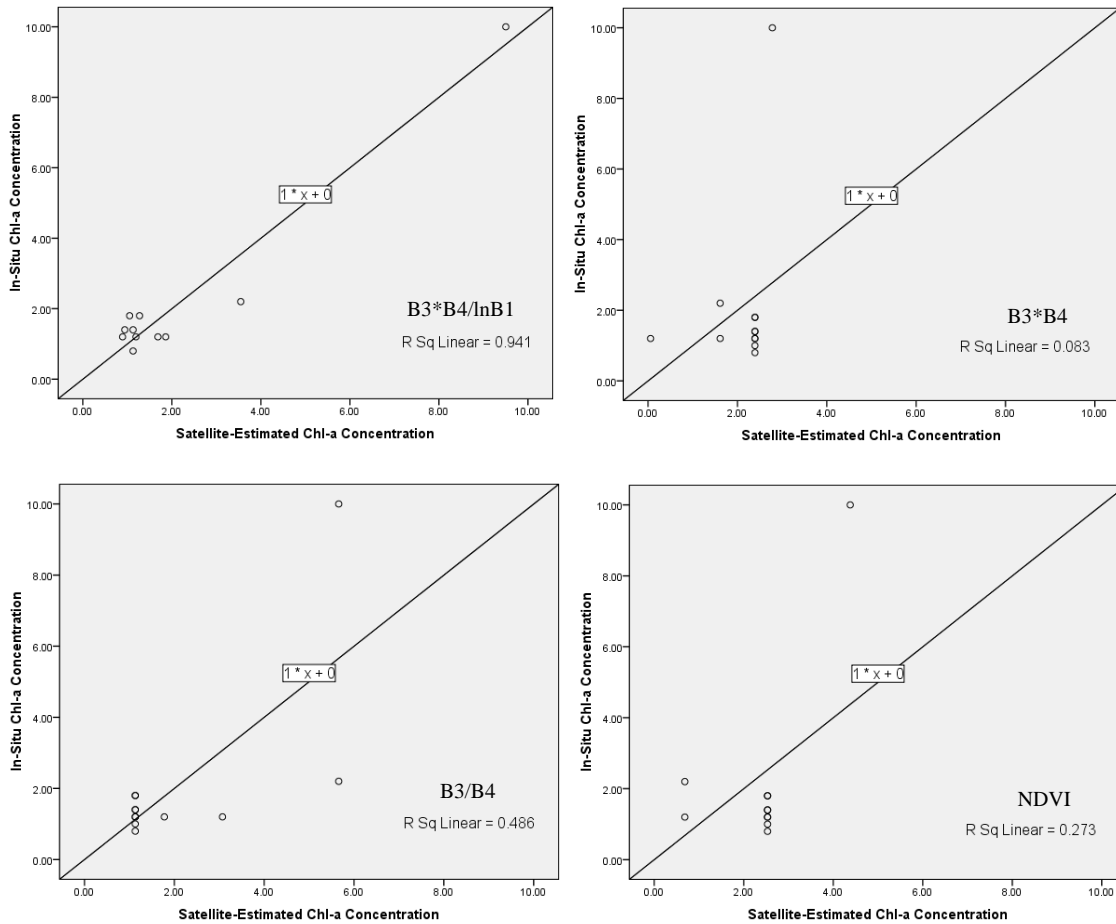 10.00
8.00
6.00
4.00
2.00
0.00
In-Situ Chl-a Concentration
1 * x + 0
B3*B4/lnB1
R Sq Linear = 0.941
0.00 2.00 4.00 6.00 8.00 10.00
Satellite-Estimated Chl-a Concentration
10.00
8.00
6.00
4.00
2.00
0.00
In-Situ Chl-a Concentration
1 * x + 0
B3*B4
R Sq Linear = 0.083
0.00 2.00 4.00 6.00 8.00 10.00
Satellite-Estimated Chl-a Concentration
10.00
8.00
6.00
4.00
2.00
0.00
In-Situ Chl-a Concentration
1 * x + 0
B3/B4
R Sq Linear = 0.486
0.00 2.00 4.00 6.00 8.00 10.00
Satellite-Estimated Chl-a Concentration
10.00
8.00
6.00
4.00
2.00
0.00
In-Situ Chl-a Concentration
1 * x + 0
NDVI
R Sq Linear = 0.273
0.00 2.00 4.00 6.00 8.00 10.00
Satellite-Estimated Chl-a Concentration